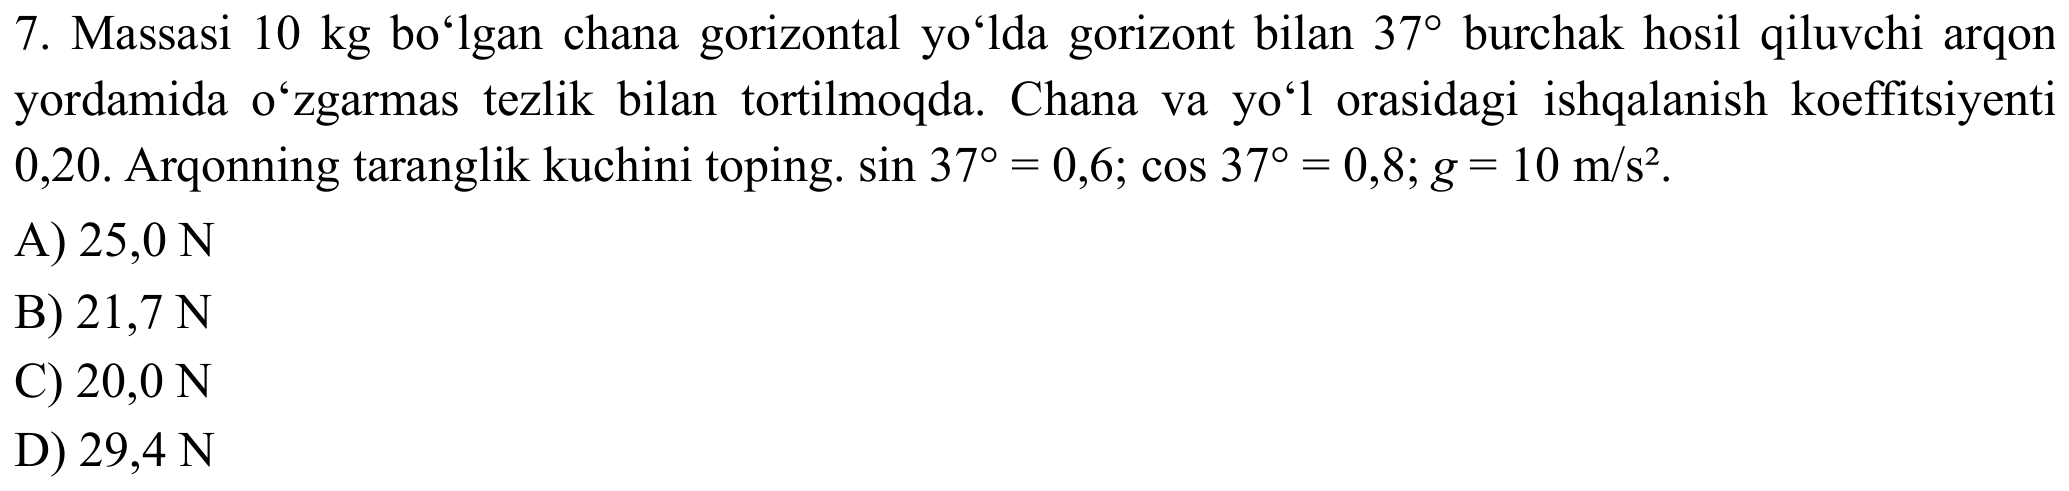 7. Massasi 10 kg bo‘lgan chana gorizontal yo‘lda gorizont bilan 37° burchak hosil qiluvchi arqon
yordamida o‘zgarmas tezlik bilan tortilmoqda. Chana va yo‘l orasidagi ishqalanish koeffitsiyenti
0,20. Arqonning taranglik kuchini toping. sin 37° = 0,6; cos 37° = 0,8; g = 10 m/s².
A) 25,0 N
B) 21,7 N
C) 20,0 N
D) 29,4 N